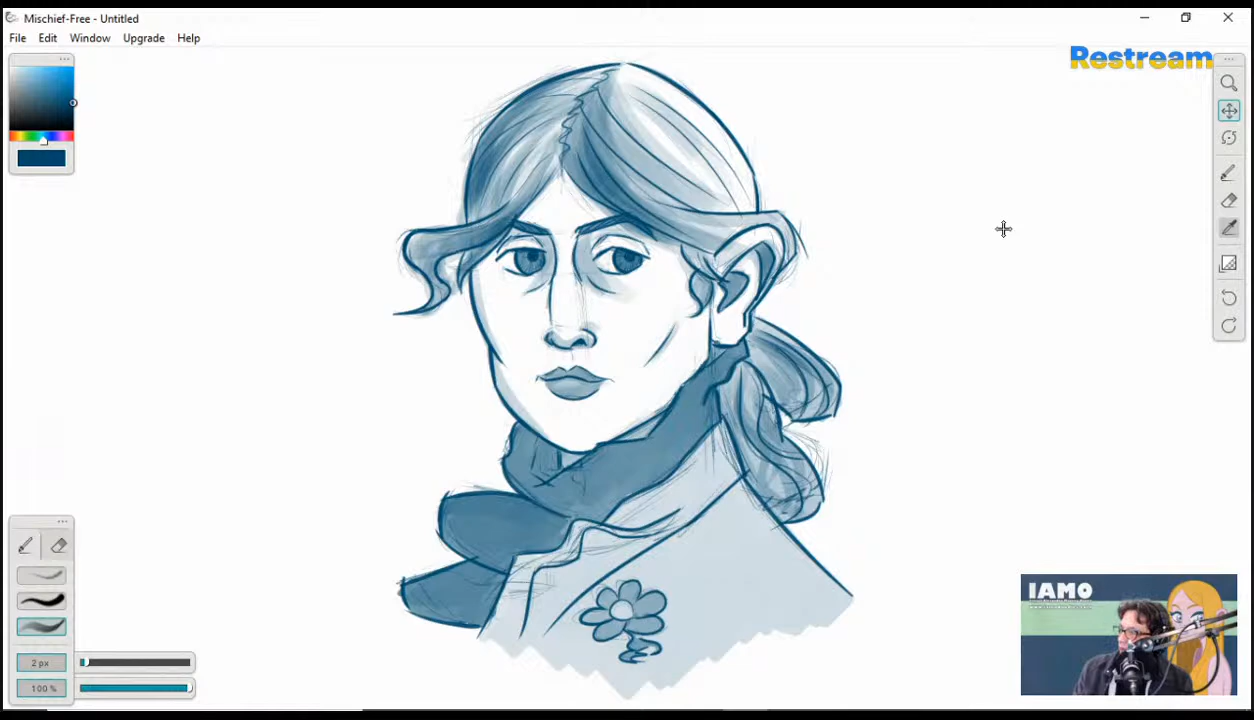 Mischief-Free - Untitled
File Edit Window Upgrade Help
Restream
2 px
100 %
IAMO